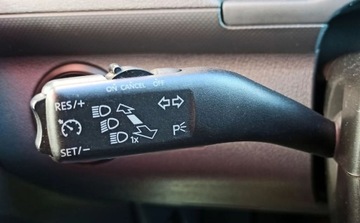 ON CANCEL OFF
RES/+
1x
P
SET/-